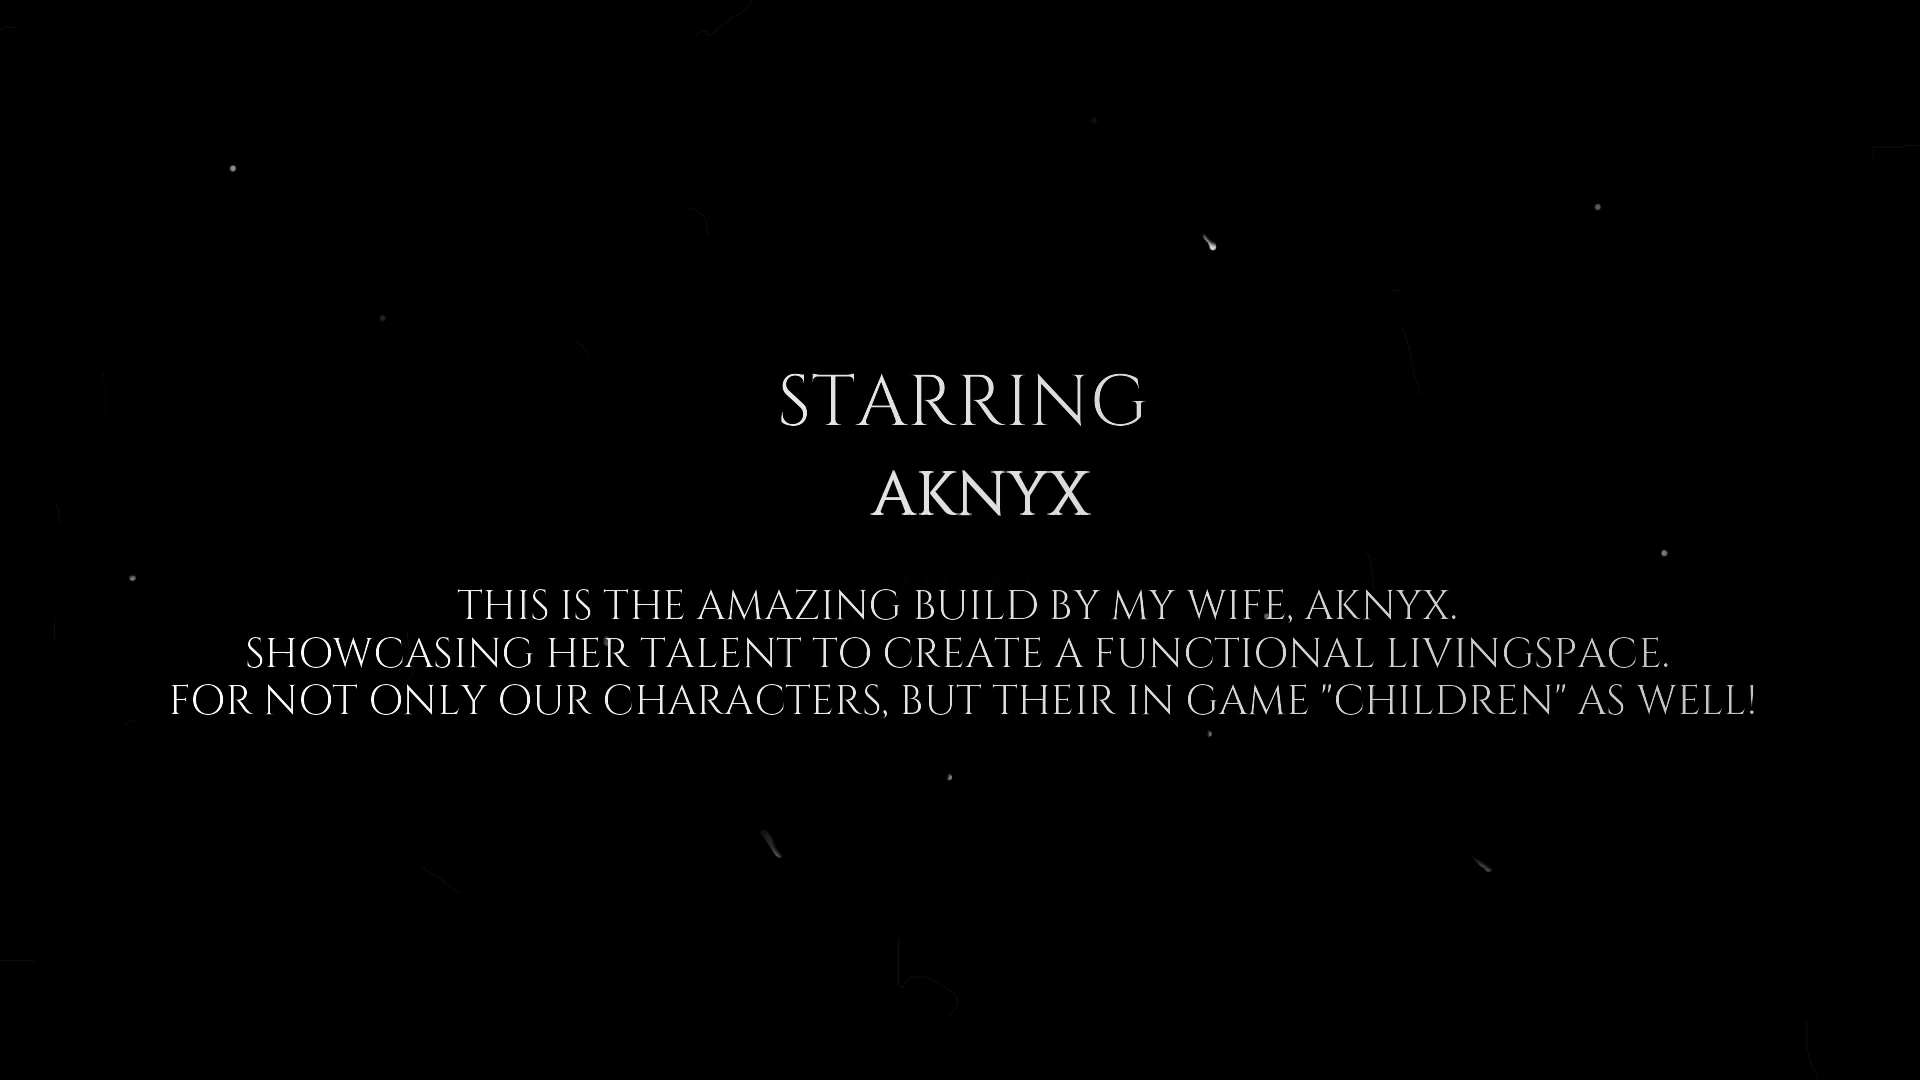 STARRING
AKNYX
THIS IS THE AMAZING BUILD BY MY WIFE, AKNYX.
SHOWCASING HER TALENT TO CREATE A FUNCTIONAL LIVINGSPACE.
FOR NOT ONLY OUR CHARACTERS, BUT THEIR IN GAME "CHILDREN" AS WELL!